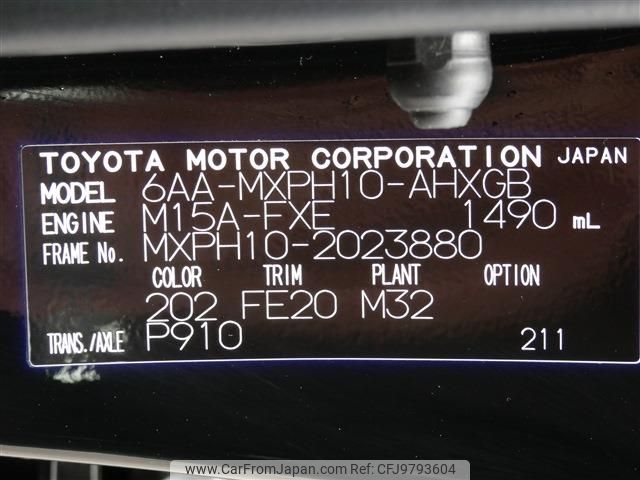 TOYOTA MOTOR CORPORATION JAPAN
MODEL 6AA-MXPH10-AHXGB
ENGINE M15A-FXE 1490 mL
FRAME No. MXPH10-2023880
COLOR TRIM PLANT OPTION
202 FE20 M32
TRANS./AXLE P910 211
www.CarFromJapan.com - CFJ9793604